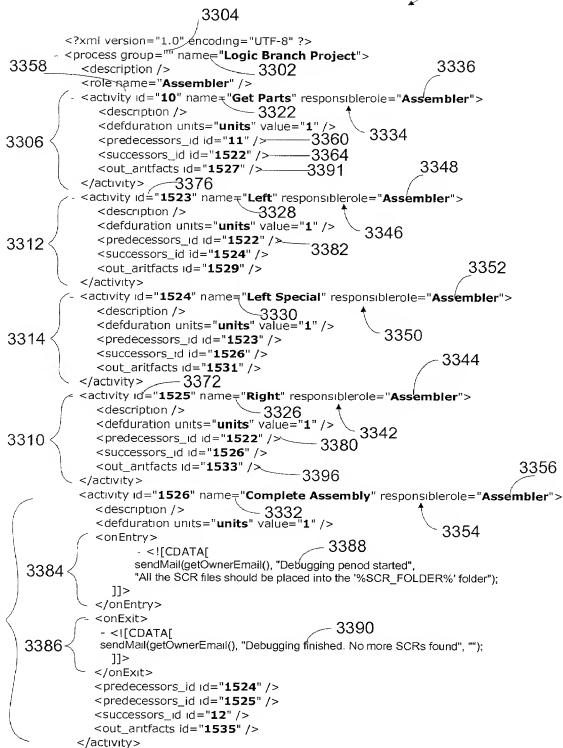 3304
<?xml version="1.0" encoding="UTF-8" ?>
- <process group="" name="Logic Branch Project">
3358 <description /> 3302 3336
<role name="Assembler" />
- <activity id="10" name="Get Parts" responsiblerole="Assembler">
<description /> 3322
<defduration units="units" value="1" /> 3334
3306 <predecessors_id id="11" /> 3360
<successors_id id="1522" /> 3364
<out_aritfacts id="1527" /> 3391 3348
</activity> 3376
- <activity id="1523" name="Left" responsiblerole="Assembler">
<description /> 3328
<defduration units="units" value="1" /> 3346
3312 <predecessors_id id="1522" /> 3382
<successors_id id="1524" />
<out_aritfacts id="1529" /> 3352
</activity>
- <activity id="1524" name="Left Special" responsiblerole="Assembler">
<description /> 3330
<defduration units="units" value="1" /> 3350
3314 <predecessors_id id="1523" />
<successors_id id="1526" />
<out_aritfacts id="1531" /> 3344
</activity> 3372
- <activity id="1525" name="Right" responsiblerole="Assembler">
<description /> 3326
<defduration units="units" value="1" /> 3342
3310 <predecessors_id id="1522" /> 3380
<successors_id id="1526" />
<out_aritfacts id="1533" /> 3396 3356
</activity>
<activity id="1526" name="Complete Assembly" responsiblerole="Assembler">
<description /> 3332
<defduration units="units" value="1" /> 3354
<onEntry>
- <![CDATA[ 3388
3384 sendMail(getOwnerEmail(), "Debugging period started",
"All the SCR files should be placed into the '%SCR_FOLDER%' folder");
]]>
</onEntry>
<onExit>
- <![CDATA[ 3390
3386 sendMail(getOwnerEmail(), "Debugging finished. No more SCRs found", "");
]]>
</onExit>
<predecessors_id id="1524" />
<predecessors_id id="1525" />
<successors_id id="12" />
<out_aritfacts id="1535" />
</activity>